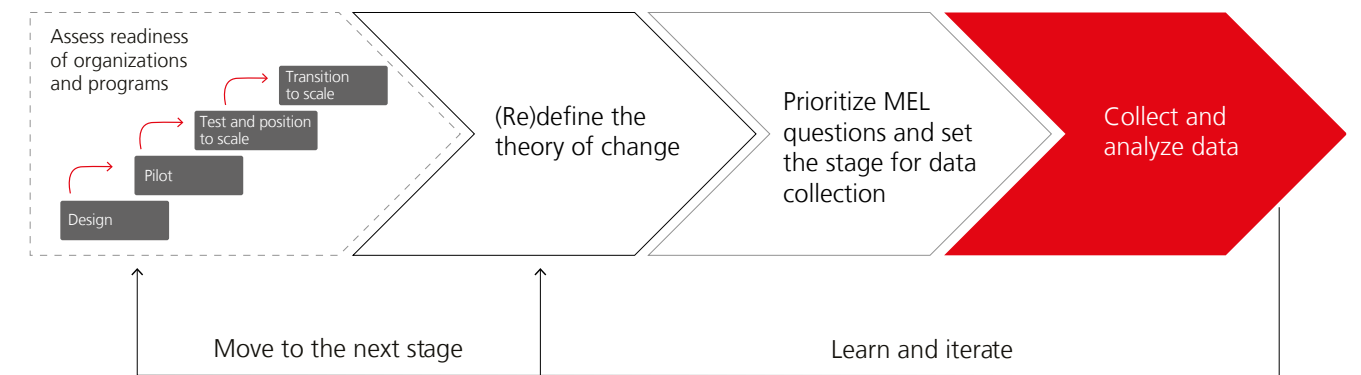 Assess readiness
of organizations
and programs
Transition
to scale
Test and position
to scale
Pilot
Design
(Re)define the
theory of change
Prioritize MEL
questions and set
the stage for data
collection
Collect and
analyze data
Move to the next stage
Learn and iterate